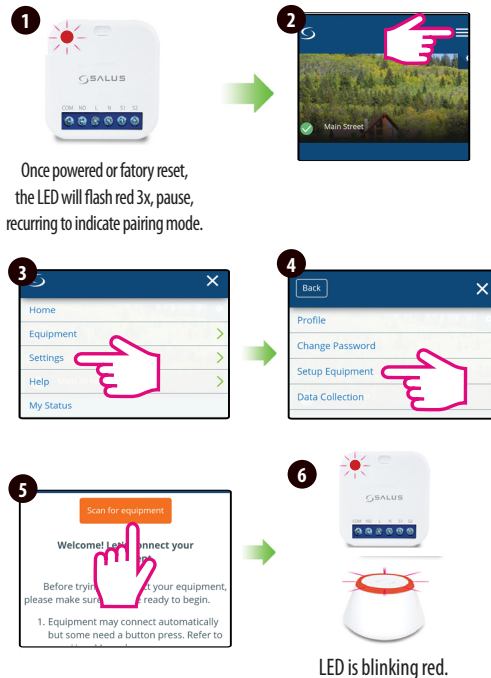 1
SALUS
COM NO L N S1 S2
Once powered or fatory reset,
the LED will flash red 3x, pause,
recurring to indicate pairing mode.
2
Main Street
3
Home
Equipment
Settings
Help
My Status
4
Back
Profile
Change Password
Setup Equipment
Data Collection
5
Scan for equipment
Welcome! connect your
Before your equipment,
please make ready to begin.
1. Equipment may connect automatically
but some need a button press. Refer to
6
SALUS
COM NO L N S1 S2
LED is blinking red.